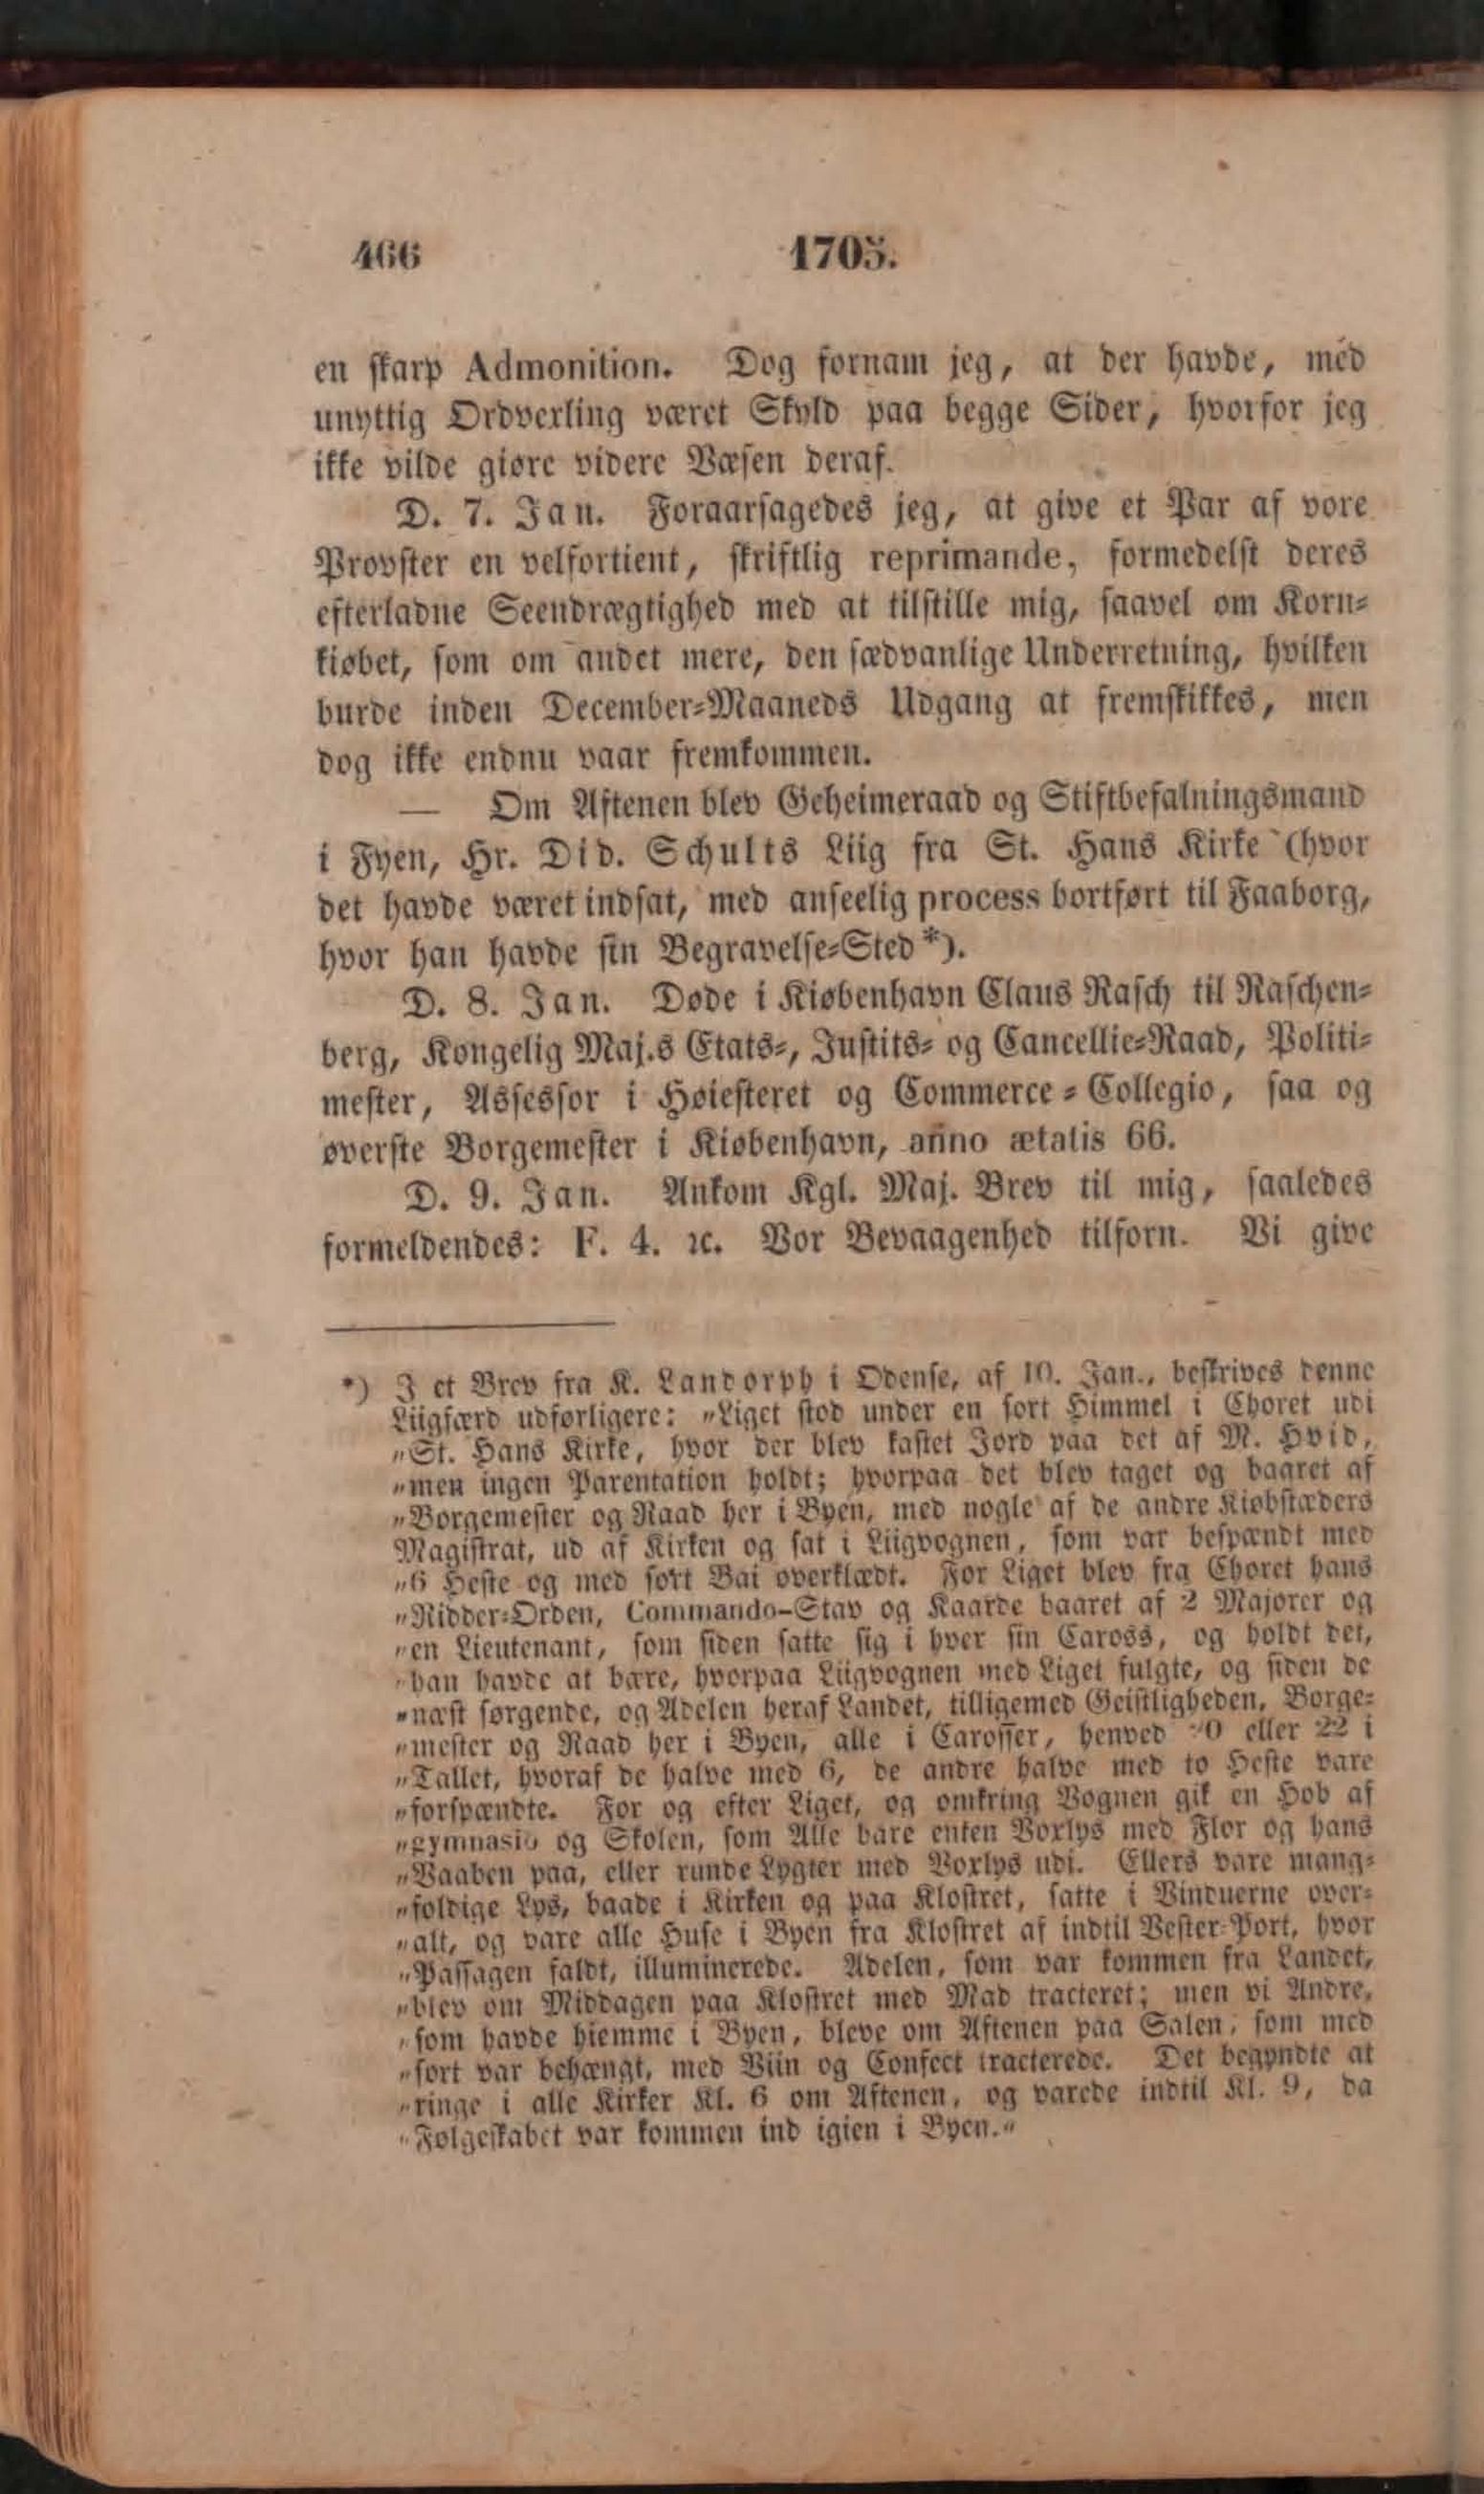 466
1705.
en skarp Admonition. Dog fornam jeg, at der havde, med
unyttig Ordvexling været Skyld paa begge Sider, hvorfor jeg
ikke vilde giøre videre Væsen deraf.
D. 7. Jan. Foraarsagedes jeg, at give et Par af vore
Provster en velfortient, skriftlig reprimande, formedelst deres
efterladne Seendrægtighed med at tilstille mig, saavel om Korn-
kiøbet, som om andet mere, den sædvanlige Underretning, hvilken
burde inden December-Maaneds Udgang at fremskikkes, men
dog ikke endnu vaar fremkommen.
— Om Aftenen blev Geheimeraad og Stiftbefalningsmand
i Fyen, Hr. Did. Schults Liig fra St. Hans Kirke (hvor
det havde været indsat, med anseelig process bortført til Faaborg,
hvor han havde sin Begravelse-Sted*).
D. 8. Jan. Døde i Kiøbenhavn Claus Rasch til Raschen-
berg, Kongelig Maj.s Etats-, Justits- og Cancellie-Raad, Politi-
mester, Assessor i Høiesteret og Commerce-Collegio, saa og
øverste Borgemester i Kiøbenhavn, anno ætatis 66.
D. 9. Jan. Ankom Kgl. Maj. Brev til mig, saaledes
formeldendes: F. 4. ꝛc. Vor Bevaagenhed tilforn. Vi give
*) I et Brev fra K. Landorph i Odense, af 10. Jan., beskrives denne
Liigfærd udførligere: „Liget stod under en sort Himmel i Choret udi
„St. Hans Kirke, hvor der blev kastet Jord paa det af M. Hvid,
„men ingen Parentation holdt; hvorpaa det blev taget og baaret af
„Borgemester og Raad her i Byen, med nogle af de andre Kiøbstæders
Magistrat, ud af Kirken og sat i Liigvognen, som var bespændt med
„6 Heste og med sort Bai overklædt. For Liget blev fra Choret hans
„Ridder-Orden, Commando-Stav og Kaarde baaret af 2 Majorer og
„en Lieutenant, som siden satte sig i hver sin Caross, og holdt det,
„han havde at bære, hvorpaa Liigvognen med Liget fulgte, og siden de
„næst sørgende, og Adelen heraf Landet, tilligemed Geistligheden, Borge-
„mester og Raad her i Byen, alle i Carosser, henved 20 eller 22 i
„Tallet, hvoraf de halve med 6, de andre halve med to Heste vare
„forspændte. For og efter Liget, og omkring Vognen gik en Hob af
„gymnasio og Skolen, som Alle bare enten Voxlys med Flor og hans
„Vaaben paa, eller runde Lygter med Voxlys udi. Ellers vare mang-
„foldige Lys, baade i Kirken og paa Klostret, satte i Vinduerne over-
„alt, og vare alle Huse i Byen fra Klostret af indtil Vester-Port, hvor
„Passagen faldt, illuminerede. Adelen, som var kommen fra Landet,
„blev om Middagen paa Klostret med Mad tracteret; men vi Andre,
„som havde hiemme i Byen, bleve om Aftenen paa Salen, som med
„sort var behængt, med Viin og Confect tracterede. Det begyndte at
„ringe i alle Kirker Kl. 6 om Aftenen, og varede indtil Kl. 9, da
„Følgeskabet var kommen ind igien i Byen.“